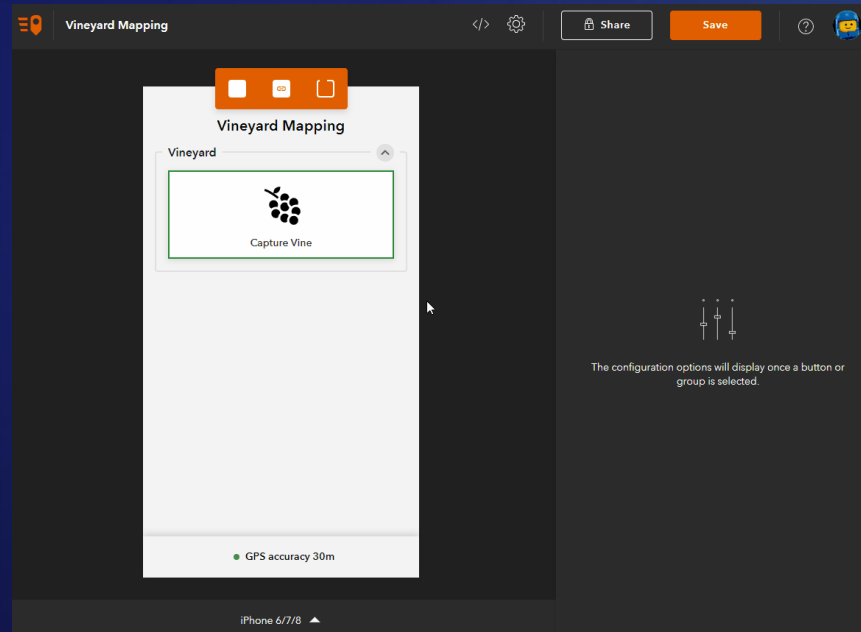 Vineyard Mapping
</>
Share
Save
?
Vineyard Mapping
Vineyard
Capture Vine
The configuration options will display once a button or
group is selected.
GPS accuracy 30m
iPhone 6/7/8